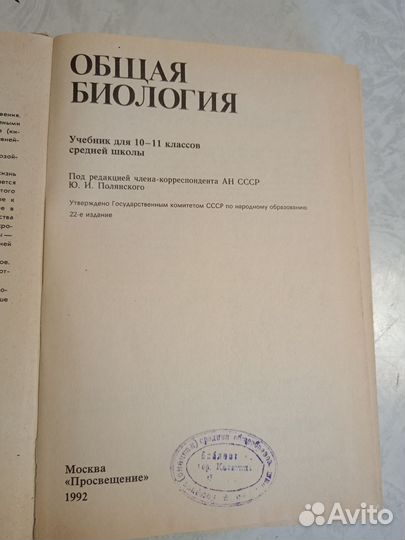 ОБЩАЯ
БИОЛОГИЯ
Учебник для 10—11 классов
средней школы
Под редакцией члена-корреспондента АН СССР
Ю. И. Полянского
Утверждено Государственным комитетом СССР по народному образованию
22-е издание
Москва
«Просвещение»
1992
Avito